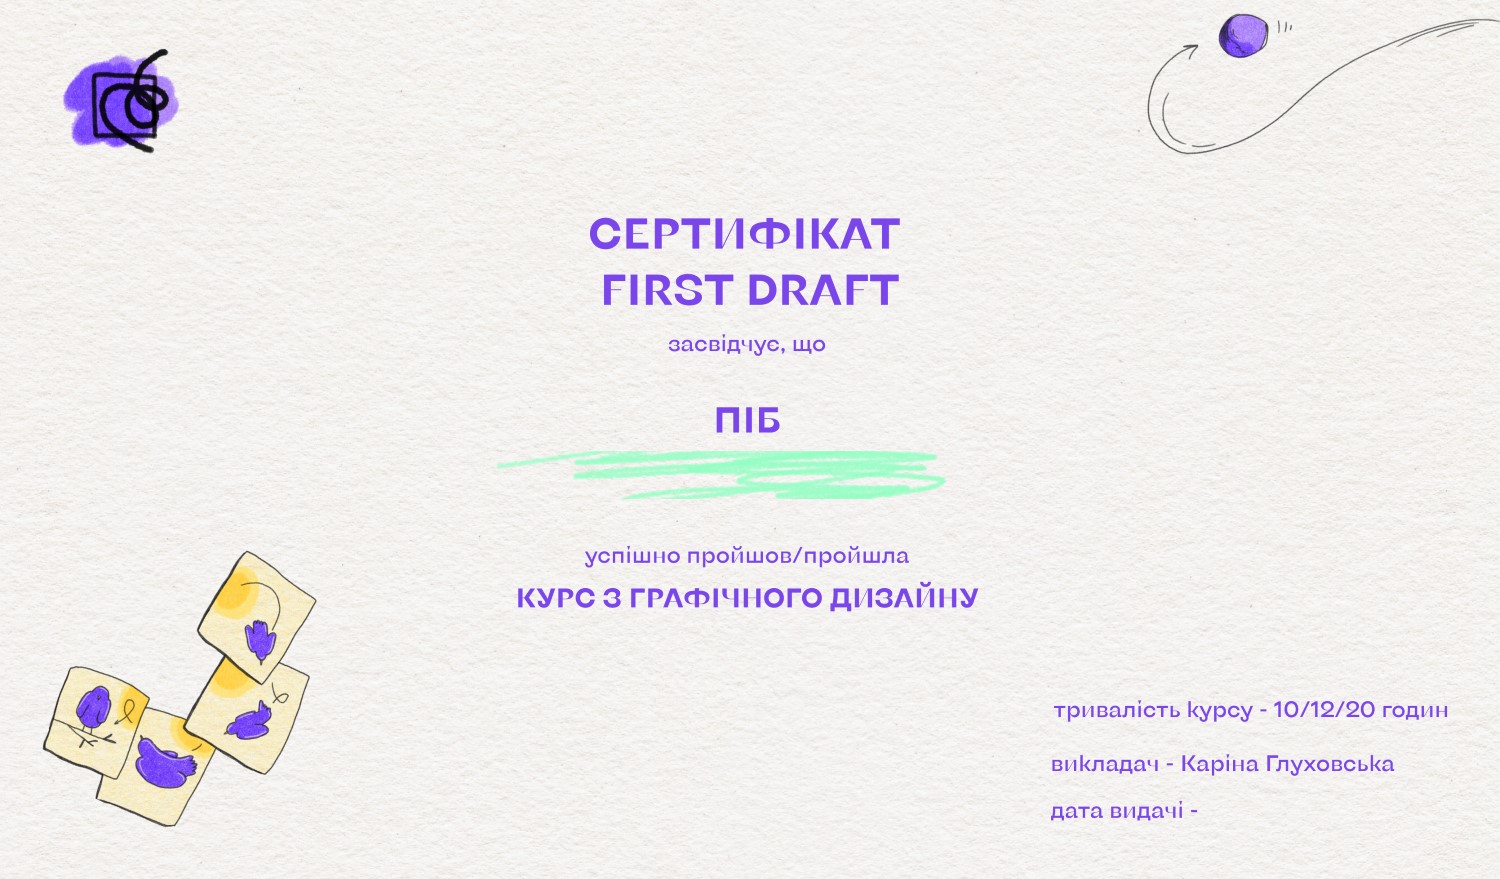 СЕРТИФІКАТ
FIRST DRAFT
засвідчує, що
ПІБ
успішно пройшов/пройшла
КУРС З ГРАФІЧНОГО ДИЗАЙНУ
тривалість курсу - 10/12/20 годин
викладач - Каріна Глуховська
дата видачі -